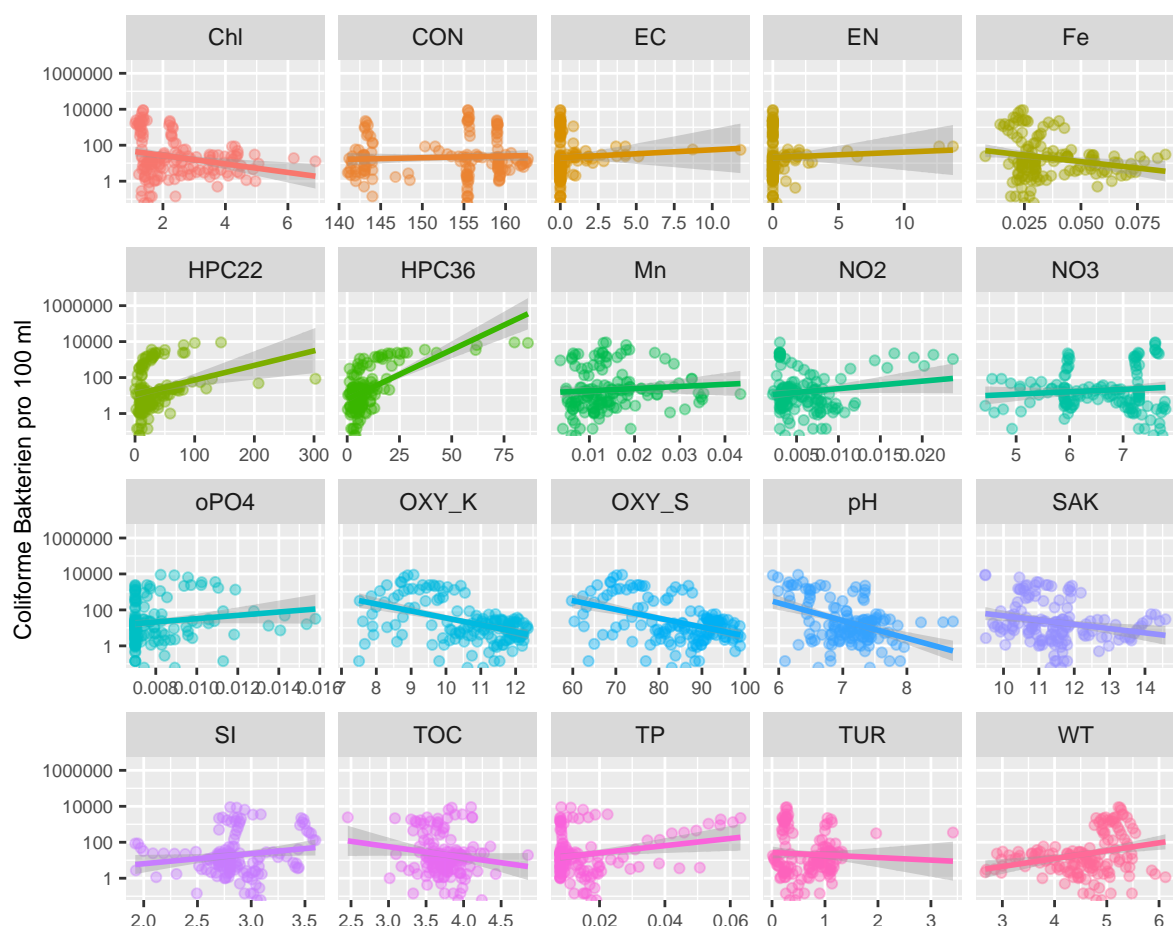 Chl CON EC EN Fe
1000000
10000
100
1
2 4 6 140 145 150 155 160 0.0 2.5 5.0 7.5 10.0 0 5 10 0.025 0.050 0.075
HPC22 HPC36 Mn NO2 NO3
1000000
10000
100
1
0 100 200 300 0 25 50 75 0.01 0.02 0.03 0.04 0.005 0.010 0.015 0.020 5 6 7
oPO4 OXY_K OXY_S pH SAK
1000000
10000
100
1
0.008 0.010 0.012 0.014 0.016 7 8 9 10 11 12 60 70 80 90 100 6 7 8 10 11 12 13 14
SI TOC TP TUR WT
1000000
10000
100
1
2.0 2.5 3.0 3.5 2.5 3.0 3.5 4.0 4.5 0.02 0.04 0.06 0 1 2 3 3 4 5 6
Coliforme Bakterien pro 100 ml